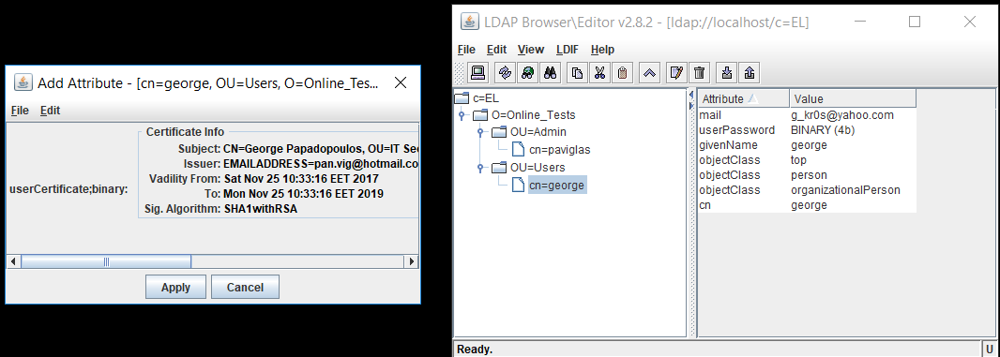 Add Attribute - [cn=george, OU=Users, O=Online_Tes...
File Edit
Certificate Info
Subject: CN=George Papadopoulos, OU=IT Sec
Issuer: EMAILADDRESS=pan.vig@hotmail.co
Vadility From: Sat Nov 25 10:33:16 EET 2017
To: Mon Nov 25 10:33:16 EET 2019
Sig. Algorithm: SHA1withRSA
userCertificate;binary:
Apply Cancel
LDAP Browser\Editor v2.8.2 - [ldap://localhost/c=EL]
File Edit View LDIF Help
c=EL
O=Online_Tests
OU=Admin
cn=paviglas
OU=Users
cn=george
Attribute Value
mail g_kr0s@yahoo.com
userPassword BINARY (4b)
givenName george
objectClass top
objectClass person
objectClass organizationalPerson
cn george
Ready. U